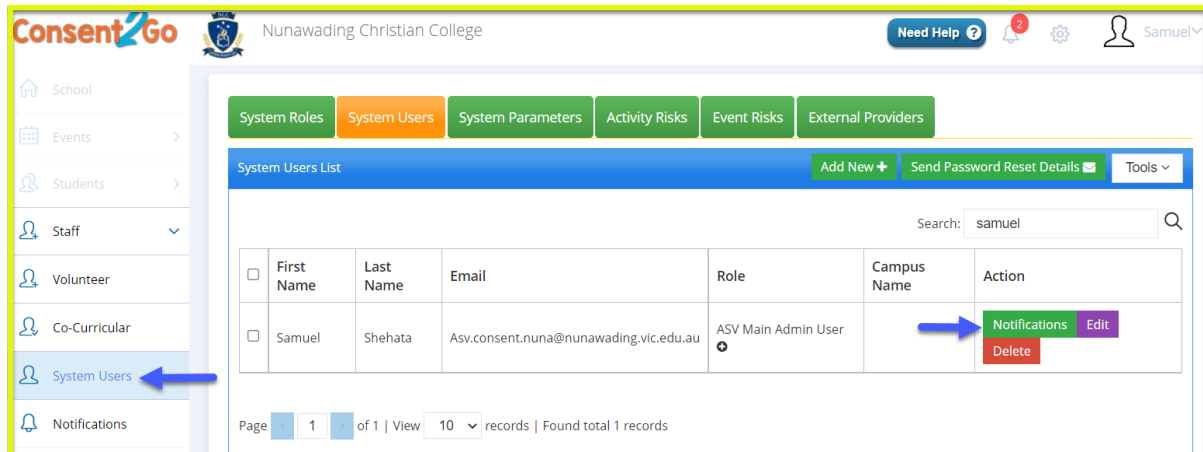 Consent2Go
Nunawading Christian College
Need Help ?
2
Samuel
School
Events
Students
Staff
Volunteer
Co-Curricular
System Users
Notifications
System Roles
System Users
System Parameters
Activity Risks
Event Risks
External Providers
System Users List
Add New
Send Password Reset Details
Tools
Search: samuel
First Name
Last Name
Email
Role
Campus Name
Action
Samuel
Shehata
Asv.consent.nuna@nunawading.vic.edu.au
ASV Main Admin User
Notifications
Edit
Delete
Page < 1 > of 1 | View 10 records | Found total 1 records